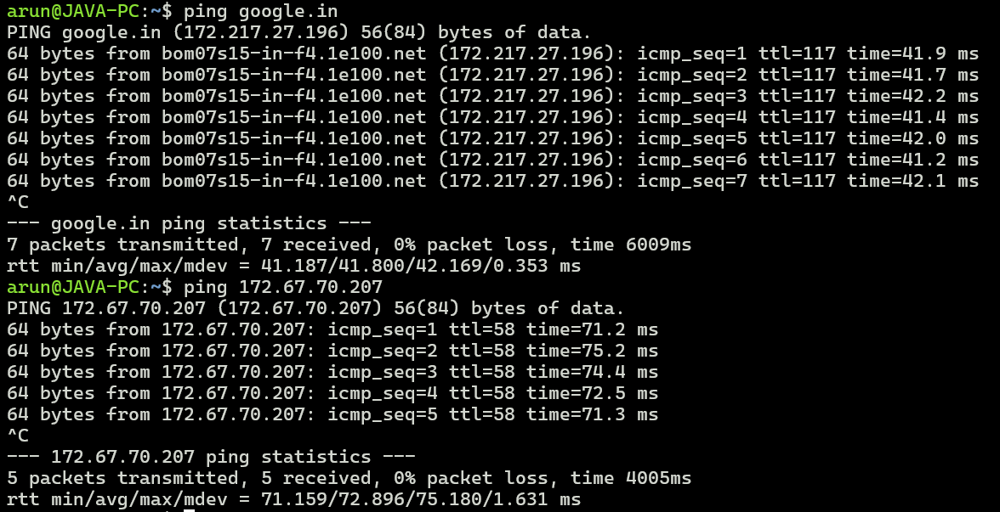 arun@JAVA-PC:~$ ping google.in
PING google.in (172.217.27.196) 56(84) bytes of data.
64 bytes from bom07s15-in-f4.1e100.net (172.217.27.196): icmp_seq=1 ttl=117 time=41.9 ms
64 bytes from bom07s15-in-f4.1e100.net (172.217.27.196): icmp_seq=2 ttl=117 time=41.7 ms
64 bytes from bom07s15-in-f4.1e100.net (172.217.27.196): icmp_seq=3 ttl=117 time=42.2 ms
64 bytes from bom07s15-in-f4.1e100.net (172.217.27.196): icmp_seq=4 ttl=117 time=41.4 ms
64 bytes from bom07s15-in-f4.1e100.net (172.217.27.196): icmp_seq=5 ttl=117 time=42.0 ms
64 bytes from bom07s15-in-f4.1e100.net (172.217.27.196): icmp_seq=6 ttl=117 time=41.2 ms
64 bytes from bom07s15-in-f4.1e100.net (172.217.27.196): icmp_seq=7 ttl=117 time=42.1 ms
^C
--- google.in ping statistics ---
7 packets transmitted, 7 received, 0% packet loss, time 6009ms
rtt min/avg/max/mdev = 41.187/41.800/42.169/0.353 ms
arun@JAVA-PC:~$ ping 172.67.70.207
PING 172.67.70.207 (172.67.70.207) 56(84) bytes of data.
64 bytes from 172.67.70.207: icmp_seq=1 ttl=58 time=71.2 ms
64 bytes from 172.67.70.207: icmp_seq=2 ttl=58 time=75.2 ms
64 bytes from 172.67.70.207: icmp_seq=3 ttl=58 time=74.4 ms
64 bytes from 172.67.70.207: icmp_seq=4 ttl=58 time=72.5 ms
64 bytes from 172.67.70.207: icmp_seq=5 ttl=58 time=71.3 ms
^C
--- 172.67.70.207 ping statistics ---
5 packets transmitted, 5 received, 0% packet loss, time 4005ms
rtt min/avg/max/mdev = 71.159/72.896/75.180/1.631 ms